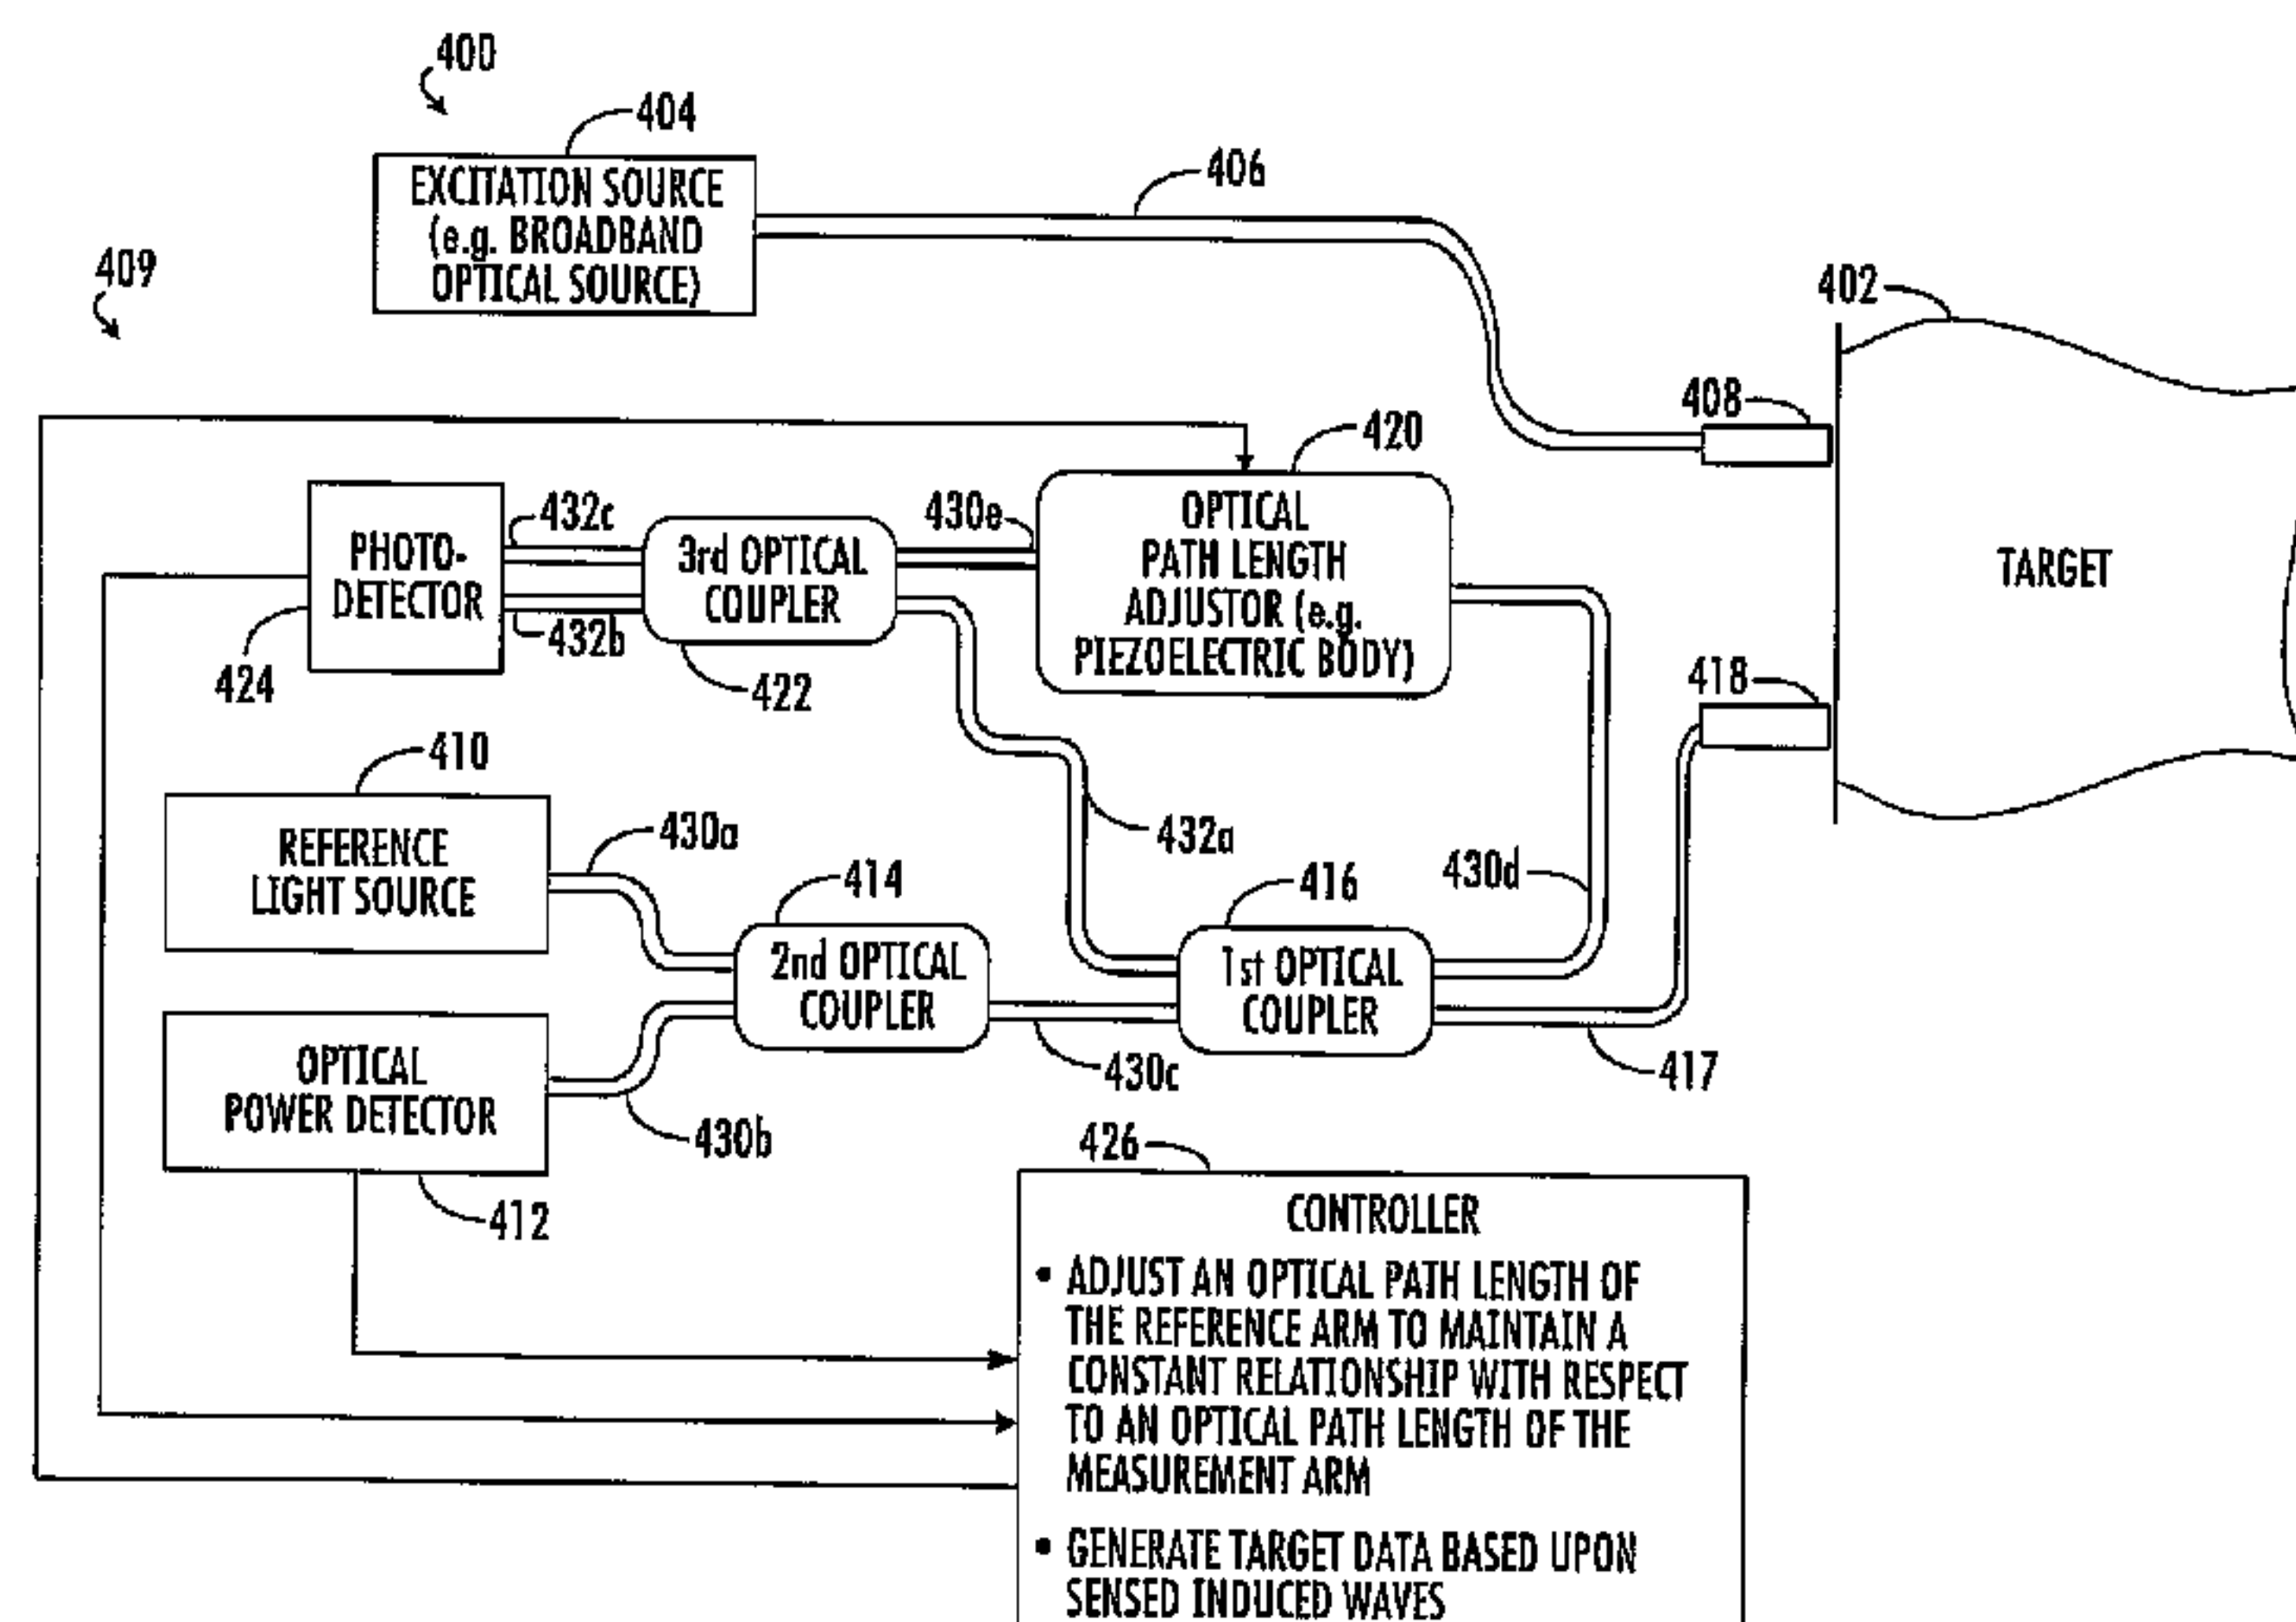 400
404
EXCITATION SOURCE
(e.g. BROADBAND
OPTICAL SOURCE)
406
409
402
408
420
432c
430e
OPTICAL
PATH LENGTH
ADJUSTOR (e.g.
PIEZOELECTRIC BODY)
PHOTO-
DETECTOR
3rd OPTICAL
COUPLER
TARGET
432b
424
422
418
410
430a
432a
REFERENCE
LIGHT SOURCE
414
416
430d
2nd OPTICAL
COUPLER
1st OPTICAL
COUPLER
OPTICAL
POWER DETECTOR
430c
417
430b
426
412
CONTROLLER
• ADJUST AN OPTICAL PATH LENGTH OF
THE REFERENCE ARM TO MAINTAIN A
CONSTANT RELATIONSHIP WITH RESPECT
TO AN OPTICAL PATH LENGTH OF THE
MEASUREMENT ARM
• GENERATE TARGET DATA BASED UPON
SENSED INDUCED WAVES